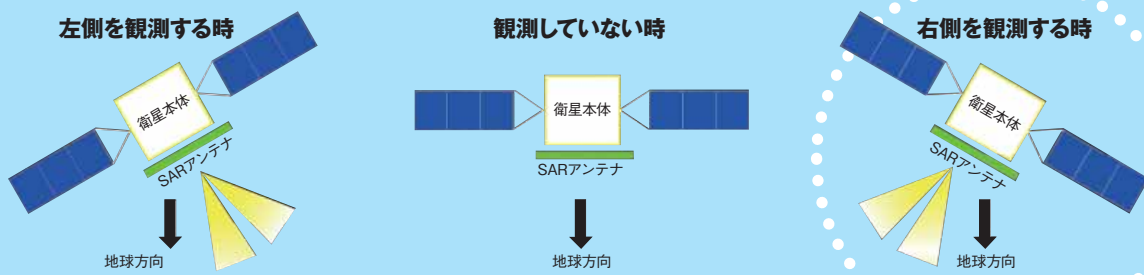 左側を観測する時
衛星本体
SARアンテナ
地球方向
観測していない時
衛星本体
SARアンテナ
地球方向
右側を観測する時
衛星本体
SARアンテナ
地球方向